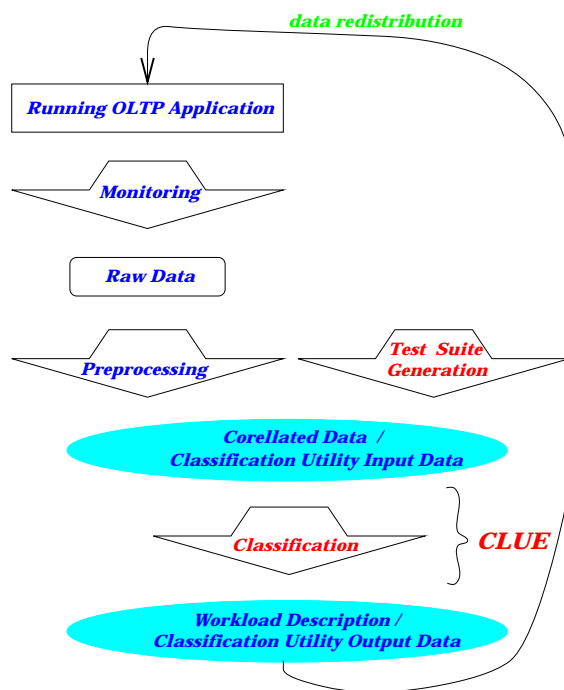 data redistribution
Running OLTP Application
Monitoring
Raw Data
Preprocessing
Test Suite
Generation
Corellated Data /
Classification Utility Input Data
Classification
CLUE
Workload Description /
Classification Utility Output Data